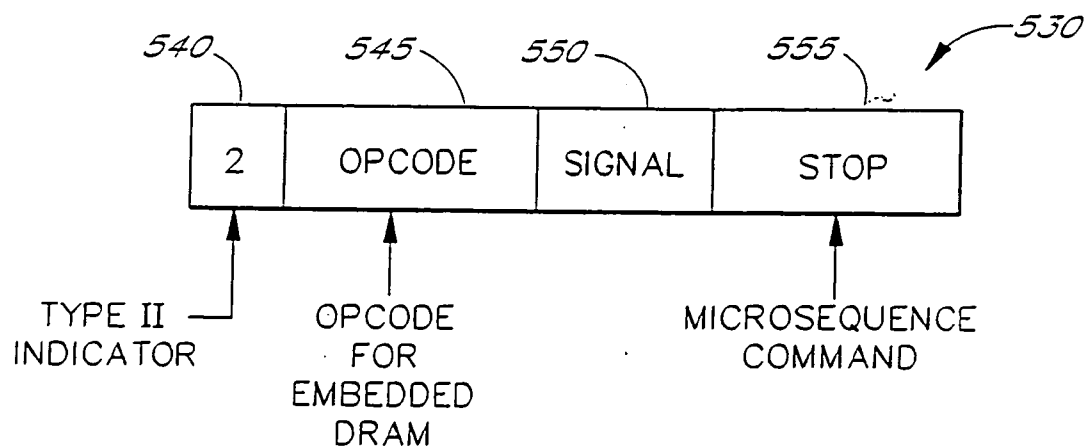 540 545 550 555 530
2 OPCODE SIGNAL STOP
TYPE II
INDICATOR
OPCODE
FOR
EMBEDDED
DRAM
MICROSEQUENCE
COMMAND